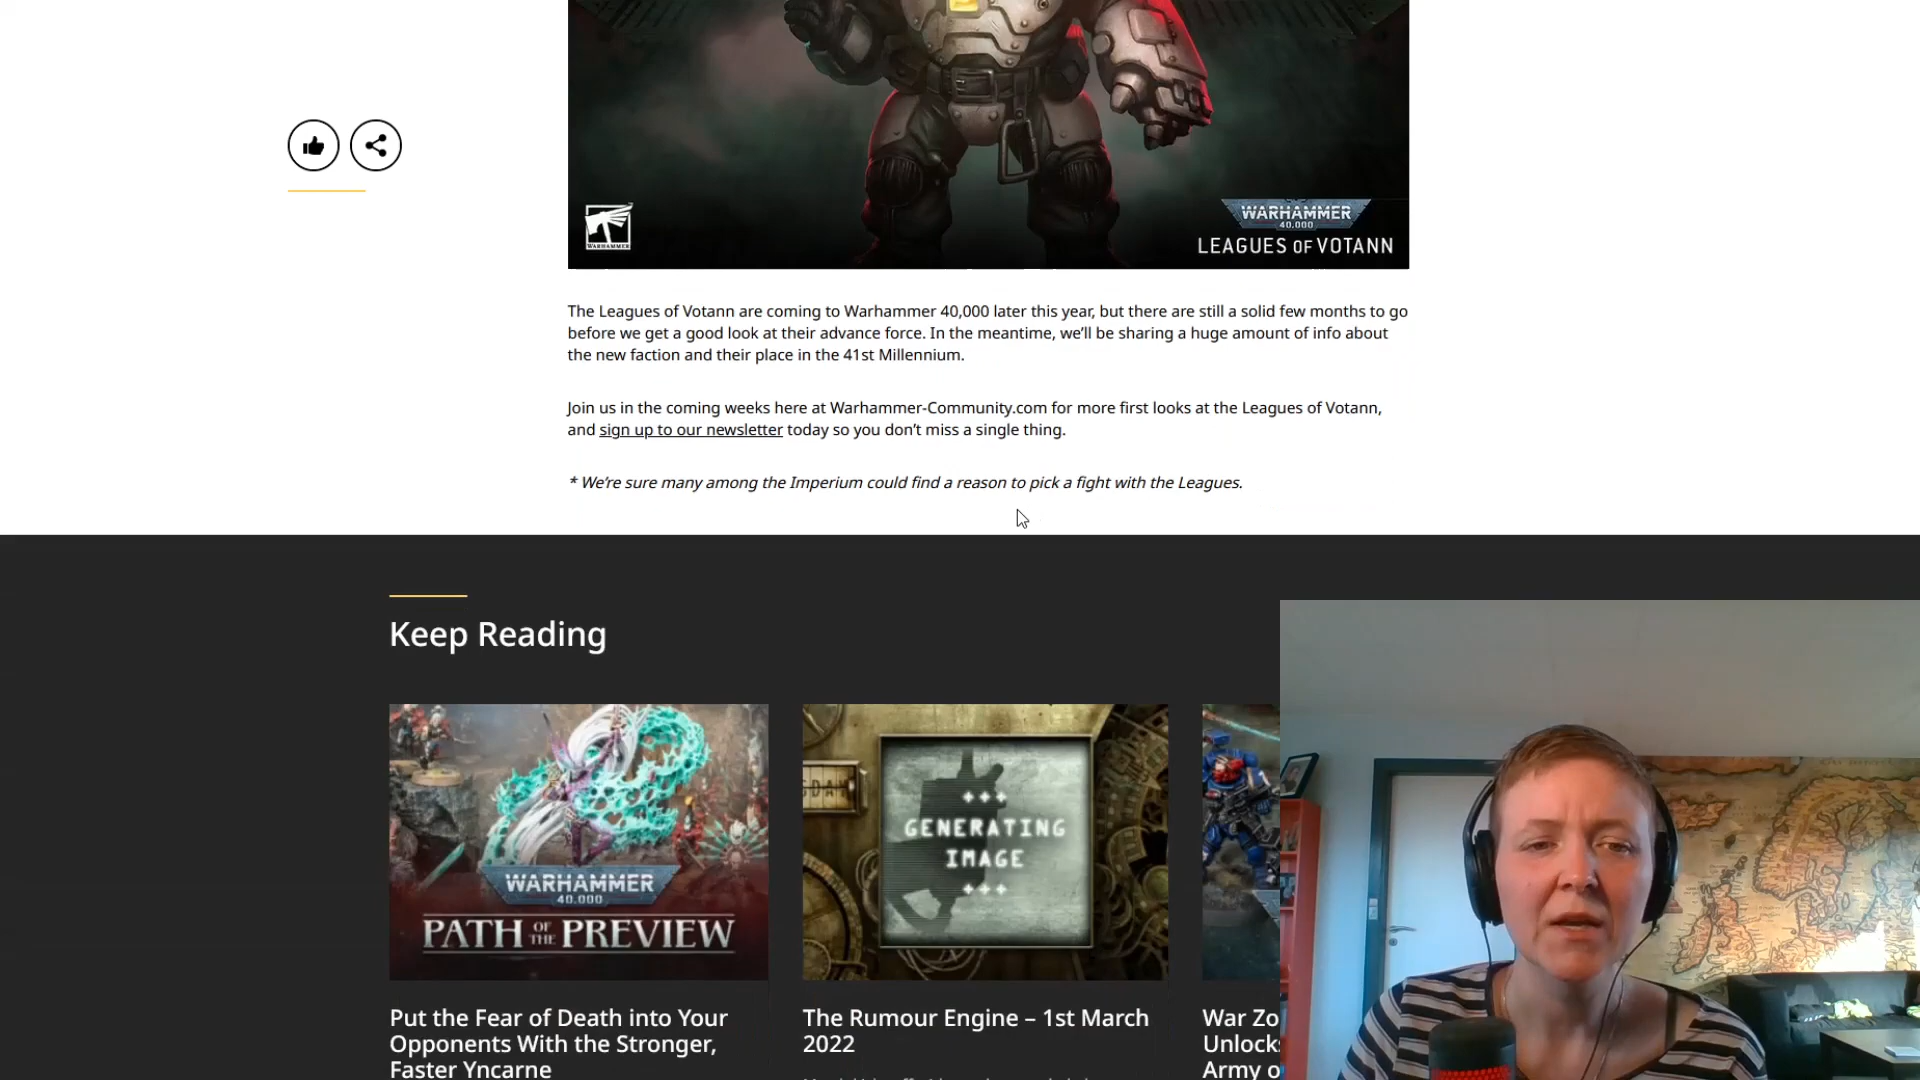 WARHAMMER
WARHAMMER
40,000
LEAGUES OF VOTANN
The Leagues of Votann are coming to Warhammer 40,000 later this year, but there are still a solid few months to go
before we get a good look at their advance force. In the meantime, we'll be sharing a huge amount of info about
the new faction and their place in the 41st Millennium.
Join us in the coming weeks here at Warhammer-Community.com for more first looks at the Leagues of Votann,
and sign up to our newsletter today so you don't miss a single thing.
* We're sure many among the Imperium could find a reason to pick a fight with the Leagues.
Keep Reading
WARHAMMER
40,000
PATH OF THE PREVIEW
SDAY
+++
GENERATING
IMAGE
+++
Put the Fear of Death into Your
Opponents With the Stronger,
Faster Yncarne
The Rumour Engine – 1st March
2022
War Zo
Unlocks
Army o